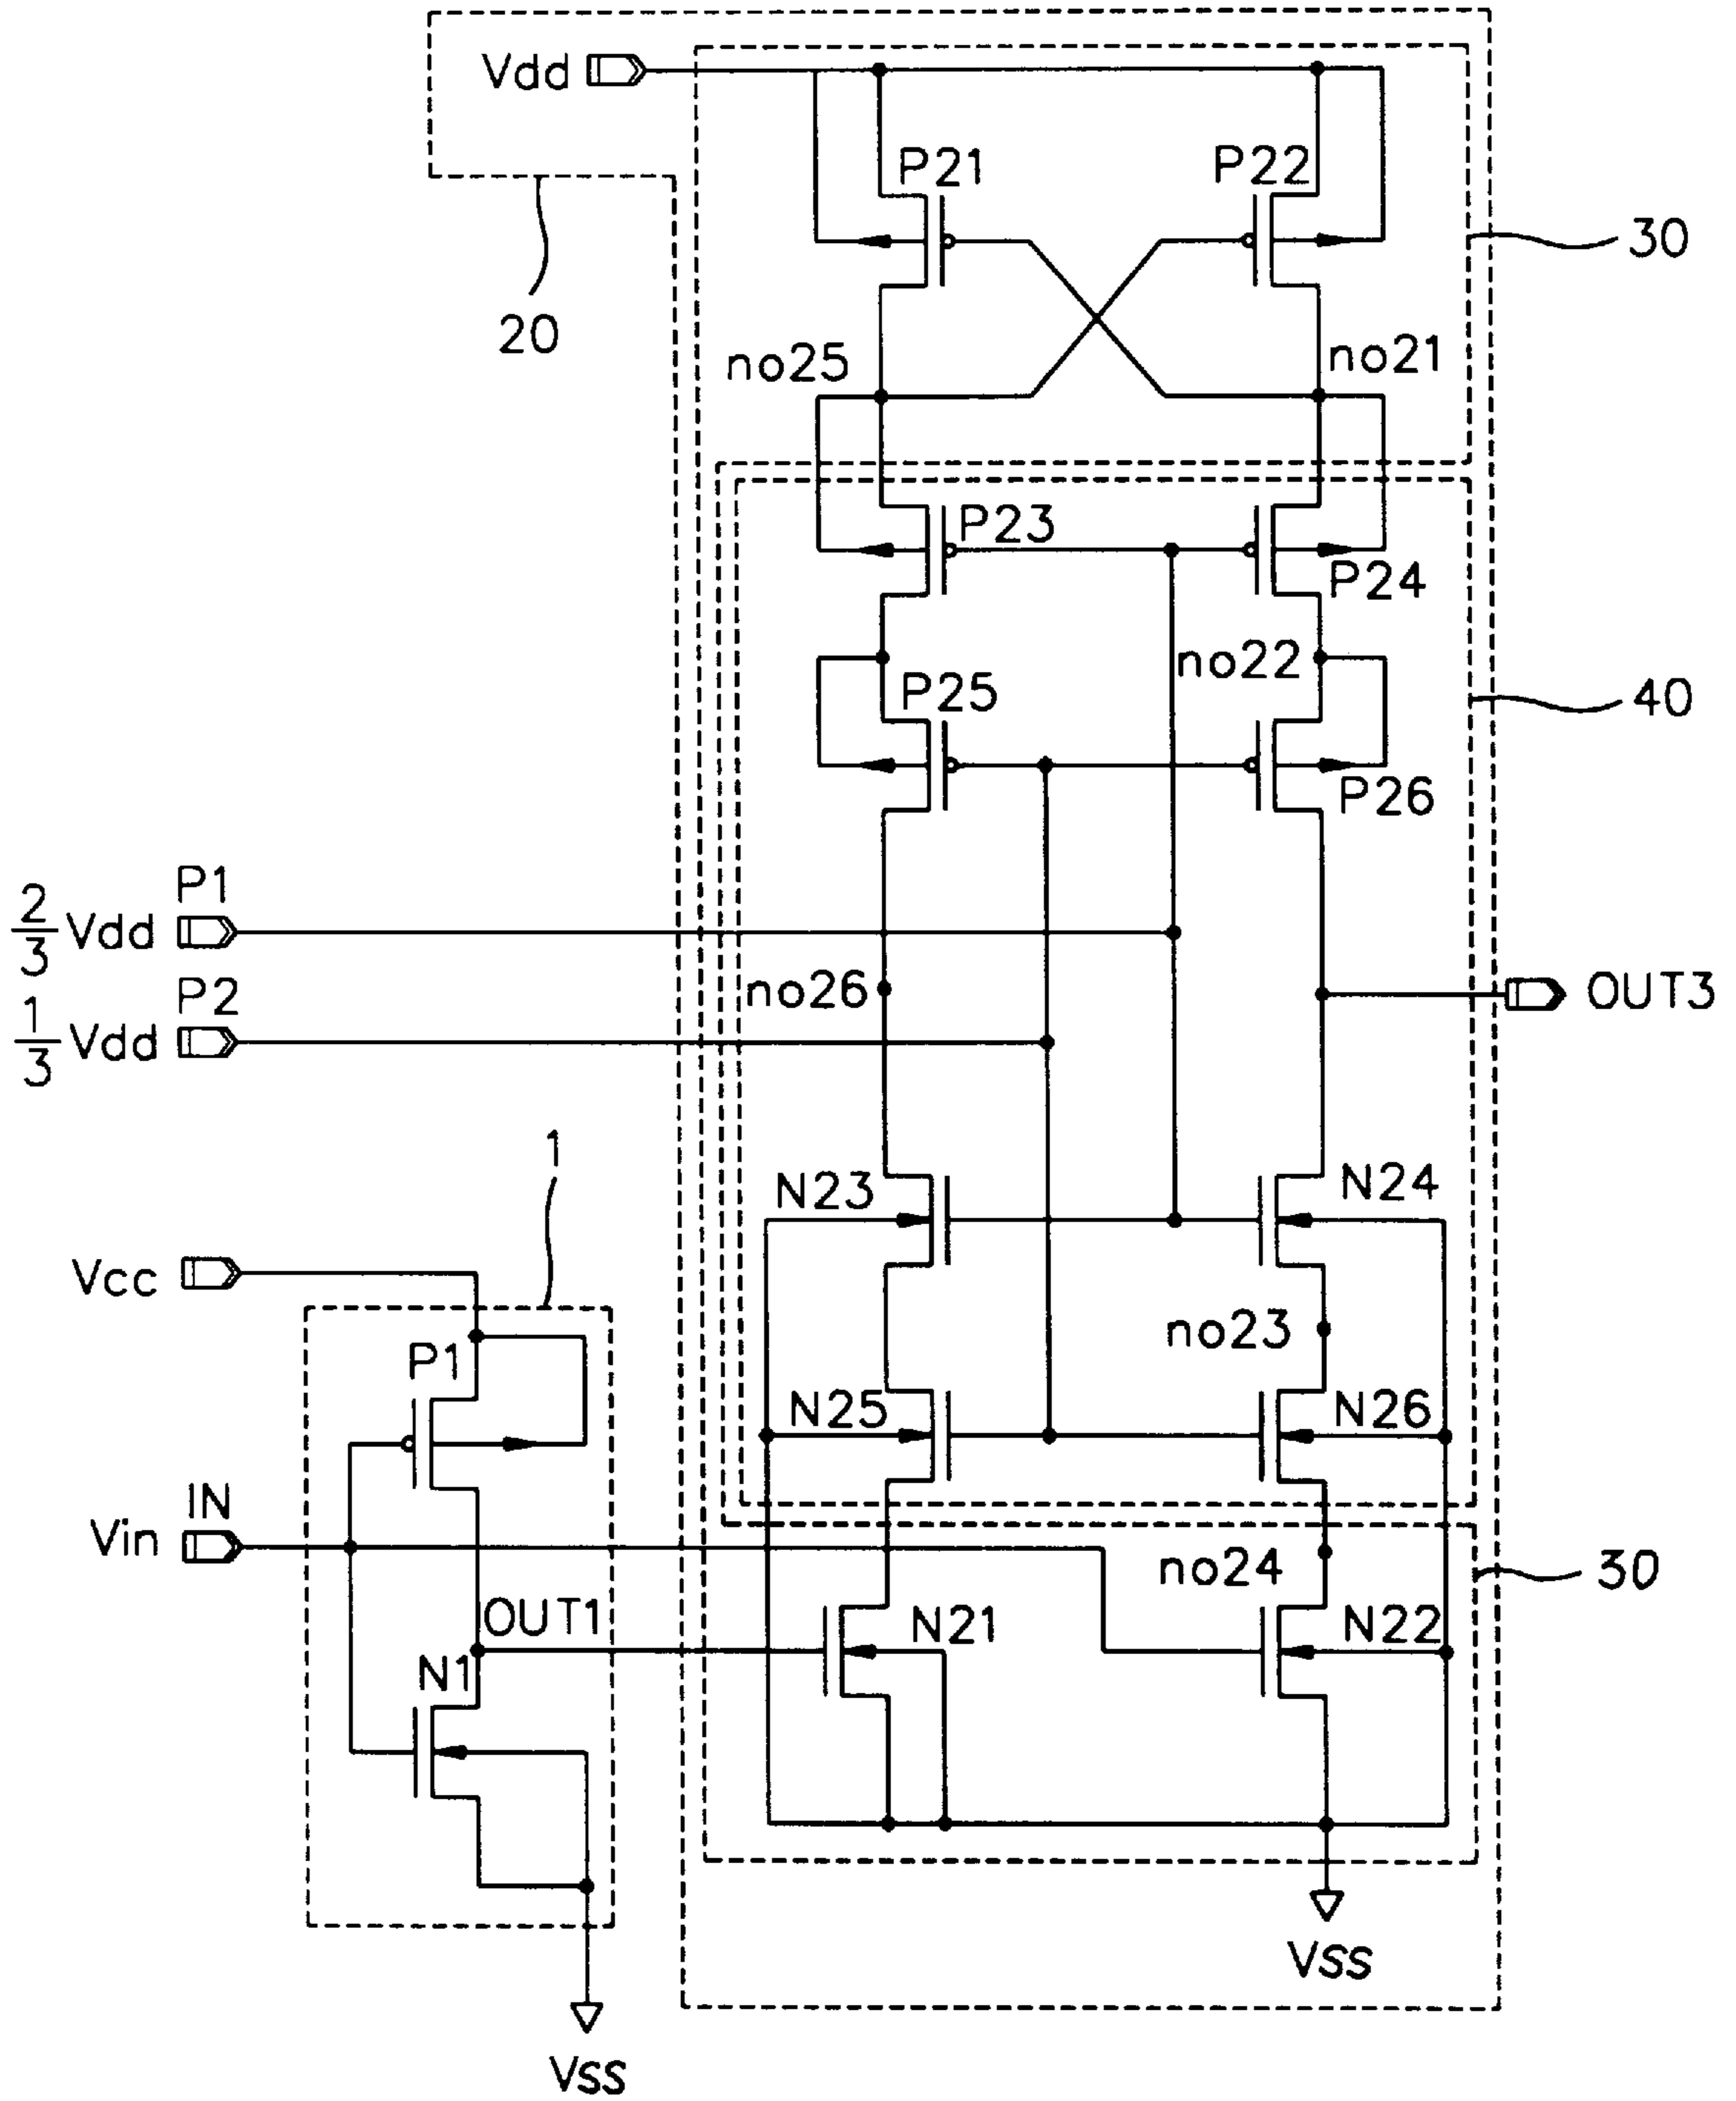 Vdd
P21
P22
30
20
no25
no21
P23
P24
no22
P25
40
P26
P1
2/3 Vdd
no26
OUT3
P2
1/3 Vdd
1
N23
N24
Vcc
no23
P1
N25
N26
IN
Vin
no24
30
OUT1
N21
N22
N1
Vss
Vss